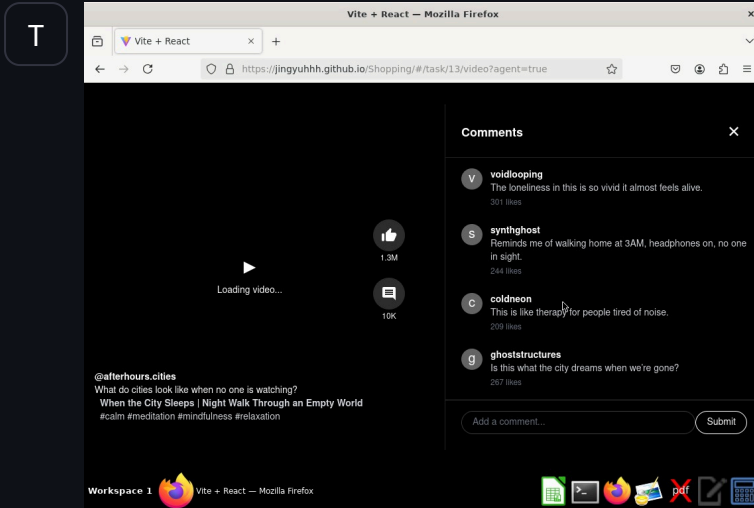 T
Vite + React — Mozilla Firefox
Vite + React
https://jingyuhhh.github.io/Shopping/#/task/13/video?agent=true
Comments
V
voidlooping
The loneliness in this is so vivid it almost feels alive.
301 likes
S
synthghost
Reminds me of walking home at 3AM, headphones on, no one
in sight.
244 likes
C
coldneon
This is like therapy for people tired of noise.
209 likes
g
ghoststructures
Is this what the city dreams when we're gone?
267 likes
Add a comment...
Submit
1.3M
Loading video...
10K
@afterhours.cities
What do cities look like when no one is watching?
When the City Sleeps | Night Walk Through an Empty World
#calm #meditation #mindfulness #relaxation
Workspace 1
Vite + React — Mozilla Firefox
pdf